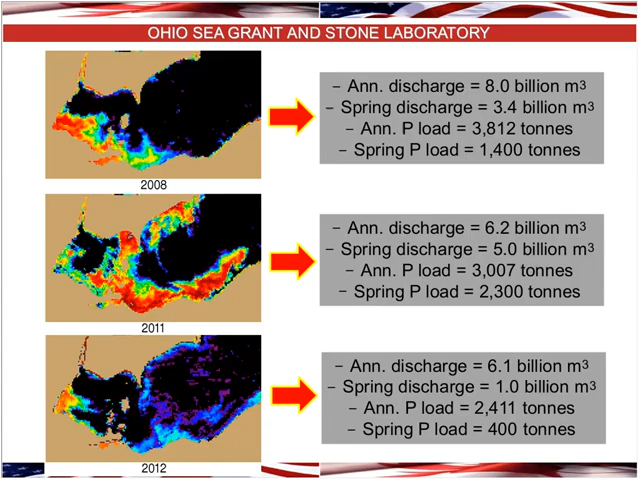 OHIO SEA GRANT AND STONE LABORATORY
– Ann. discharge = 8.0 billion m3
– Spring discharge = 3.4 billion m3
– Ann. P load = 3,812 tonnes
– Spring P load = 1,400 tonnes
2008
– Ann. discharge = 6.2 billion m3
– Spring discharge = 5.0 billion m3
– Ann. P load = 3,007 tonnes
– Spring P load = 2,300 tonnes
2011
– Ann. discharge = 6.1 billion m3
– Spring discharge = 1.0 billion m3
– Ann. P load = 2,411 tonnes
– Spring P load = 400 tonnes
2012